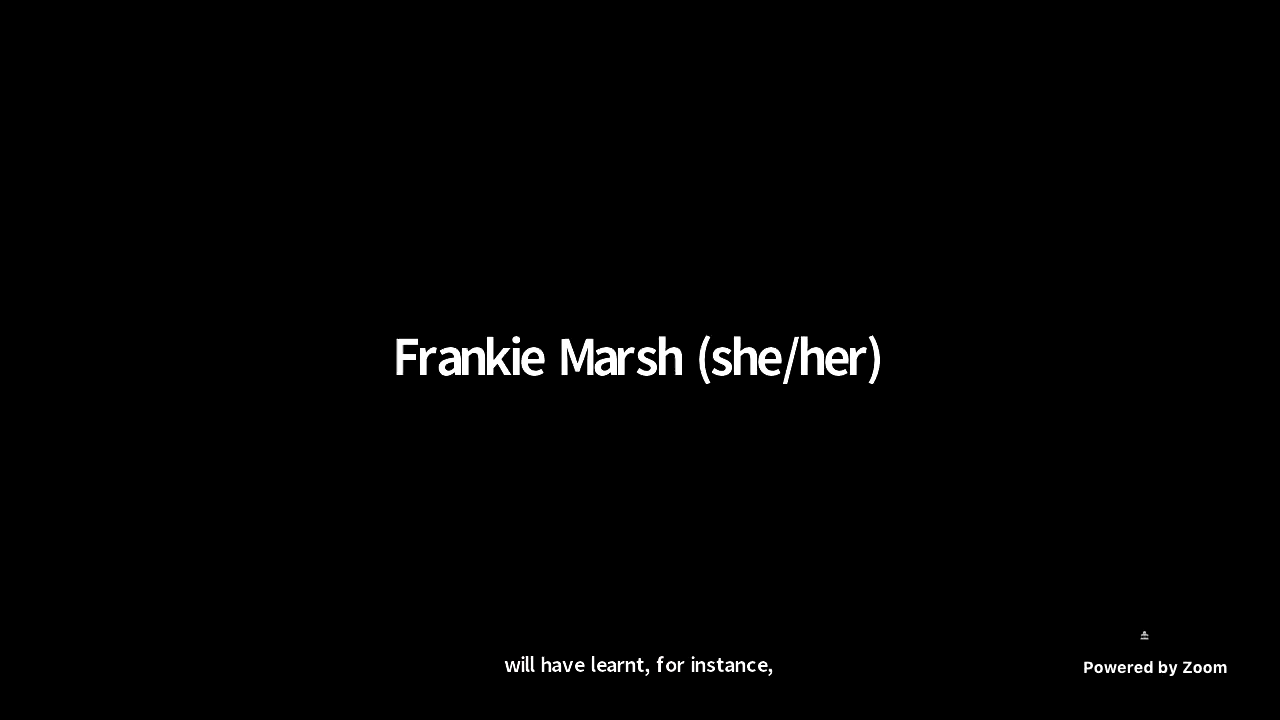 Frankie Marsh (she/her)
will have learnt, for instance,
Powered by Zoom